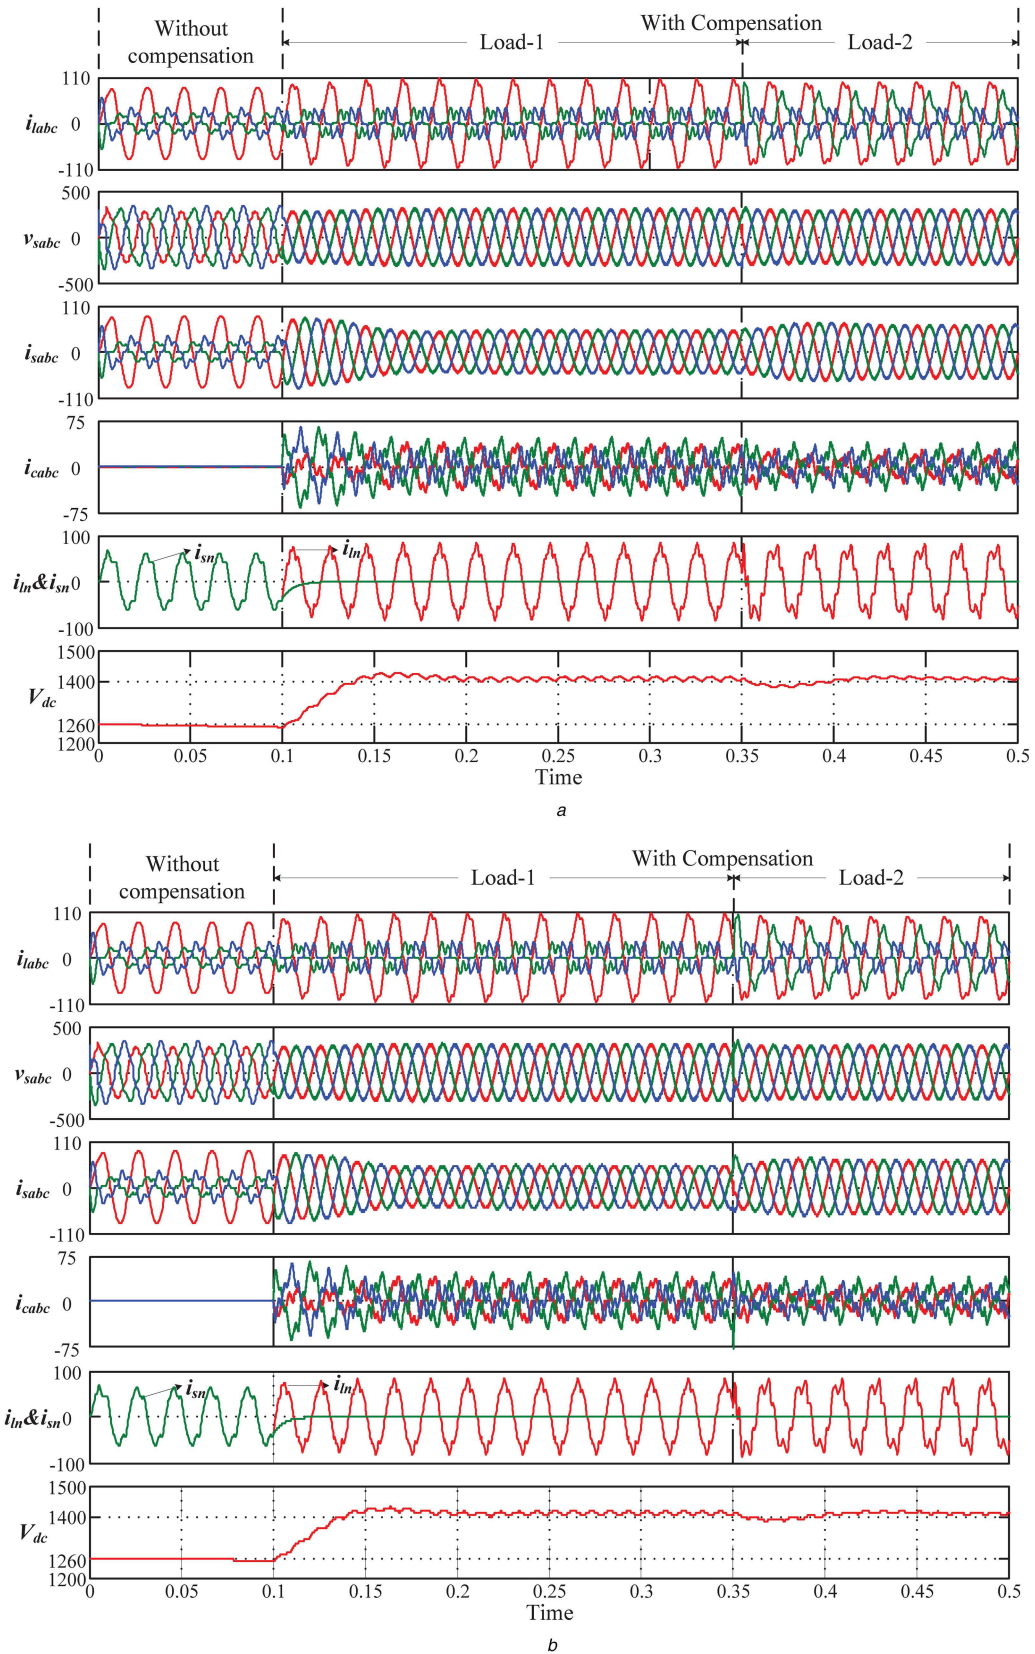 Without
compensation
With Compensation
Load-1
Load-2
110
i_labc 0
-110
500
v_sabc 0
-500
110
i_sabc 0
-110
75
i_cabc 0
-75
100
i_sn
i_ln
i_ln&i_sn 0
-100
1500
1400
V_dc
1260
1200
0 0.05 0.1 0.15 0.2 0.25 0.3 0.35 0.4 0.45 0.5
Time
a
Without
compensation
With Compensation
Load-1
Load-2
110
i_labc 0
-110
500
v_sabc 0
-500
110
i_sabc 0
-110
75
i_cabc 0
-75
100
i_sn
i_ln
i_ln&i_sn 0
-100
1500
1400
V_dc
1260
1200
0 0.05 0.1 0.15 0.2 0.25 0.3 0.35 0.4 0.45 0.5
Time
b